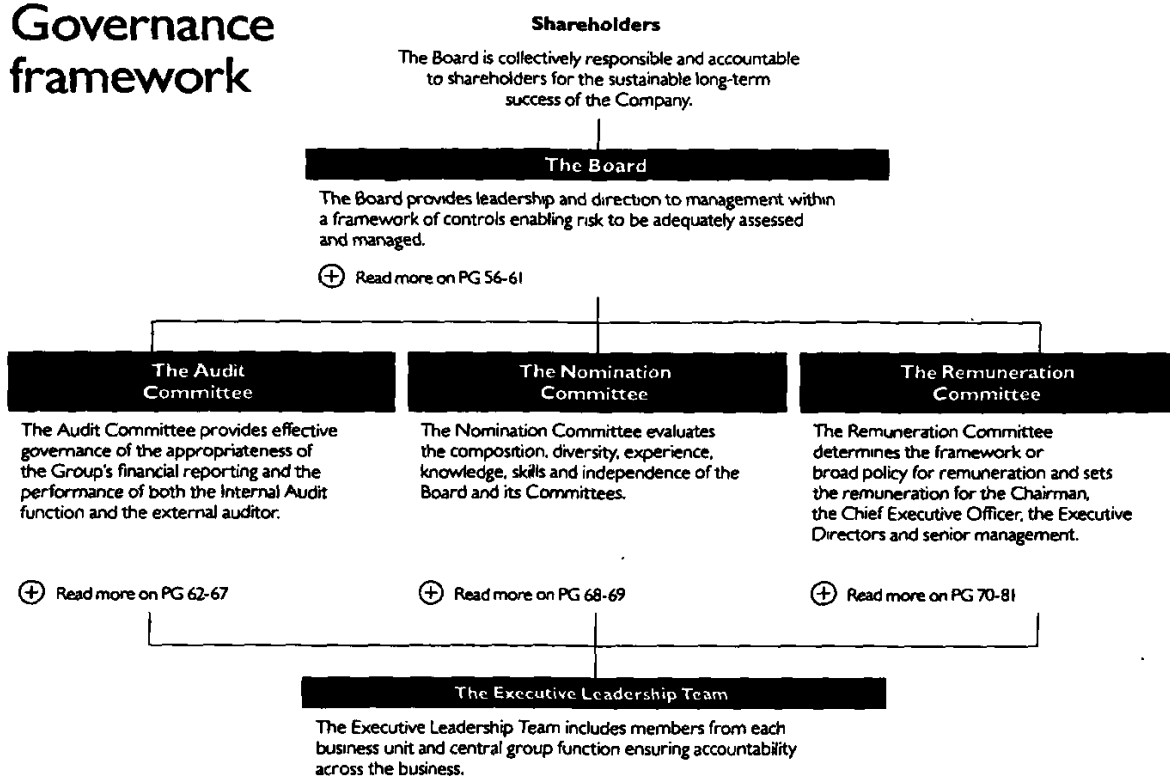 Governance
framework
Shareholders
The Board is collectively responsible and accountable
to shareholders for the sustainable long-term
success of the Company.
The Board
The Board provides leadership and direction to management within
a framework of controls enabling risk to be adequately assessed
and managed.
Read more on PG 56-61
The Audit
Committee
The Audit Committee provides effective
governance of the appropriateness of
the Group's financial reporting and the
performance of both the Internal Audit
function and the external auditor.
Read more on PG 62-67
The Nomination
Committee
The Nomination Committee evaluates
the composition, diversity, experience,
knowledge, skills and independence of the
Board and its Committees.
Read more on PG 68-69
The Remuneration
Committee
The Remuneration Committee
determines the framework or
broad policy for remuneration and sets
the remuneration for the Chairman,
the Chief Executive Officer, the Executive
Directors and senior management.
Read more on PG 70-81
The Executive Leadership Team
The Executive Leadership Team includes members from each
business unit and central group function ensuring accountability
across the business.